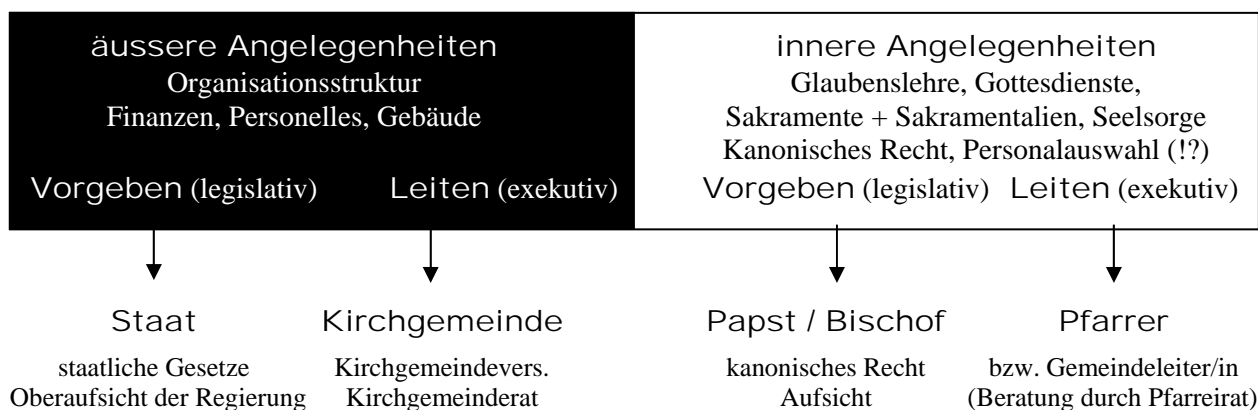 äussere Angelegenheiten
Organisationsstruktur
Finanzen, Personelles, Gebäude
Vorgeben (legislativ) Leiten (exekutiv)
innere Angelegenheiten
Glaubenslehre, Gottesdienste,
Sakramente + Sakramentalien, Seelsorge
Kanonisches Recht, Personalauswahl (!?)
Vorgeben (legislativ) Leiten (exekutiv)
Staat
staatliche Gesetze
Oberaufsicht der Regierung
Kirchgemeinde
Kirchgemeindevers.
Kirchgemeinderat
Papst / Bischof
kanonisches Recht
Aufsicht
Pfarrer
bzw. Gemeindeleiter/in
(Beratung durch Pfarreirat)